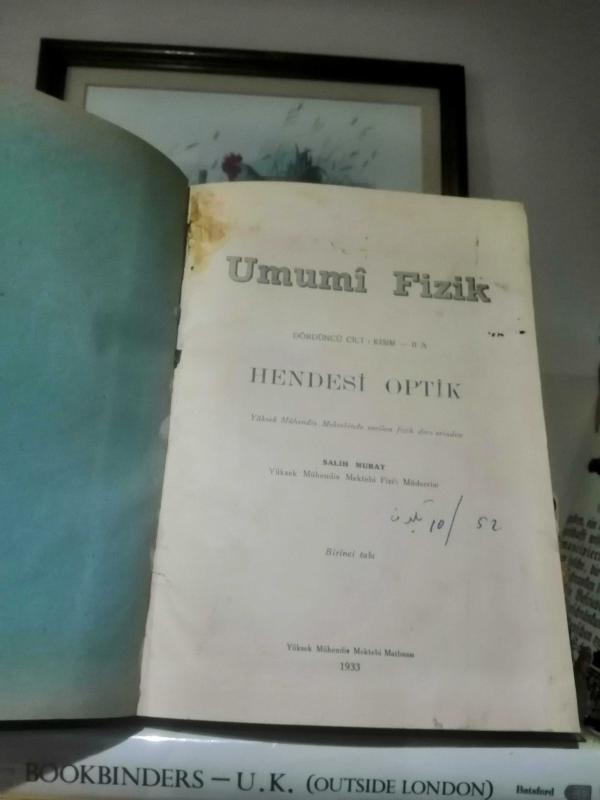 Umumî Fizik
DÖRDÜNCÜ CİLT : KISIM — II A
HENDESİ OPTİK
Yüksek Mühendis Mektebinde verilen fizik derslerinden
SALİH MURAT
Yüksek Mühendis Mektebi Fizik Müderrisi
10/52
Birinci tabı
Yüksek Mühendis Mektebi Matbaası
1933
BOOKBINDERS — U.K. (OUTSIDE LONDON) Batsford